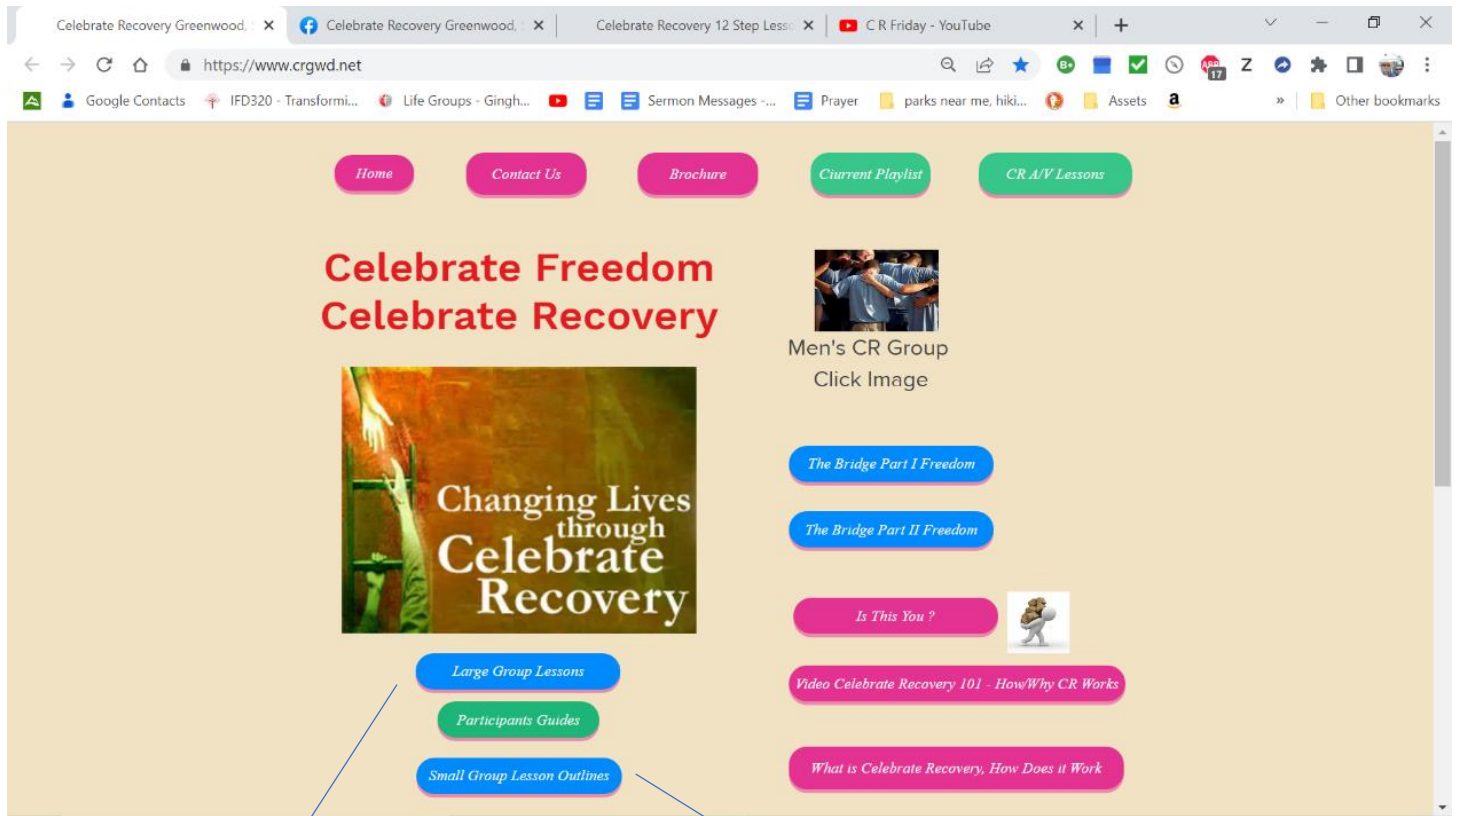 Celebrate Recovery Greenwood,
Celebrate Recovery Greenwood,
Celebrate Recovery 12 Step Less
C R Friday - YouTube
https://www.crgwd.net
17
Z
Google Contacts
IFD320 - Transformi...
Life Groups - Gingh...
Sermon Messages -...
Prayer
parks near me, hiki...
Assets
a
»
Other bookmarks
Home
Contact Us
Brochure
Ciurrent Playlist
CR A/V Lessons
Celebrate Freedom
Celebrate Recovery
Men's CR Group
Click Image
Changing Lives
through
Celebrate
Recovery
The Bridge Part I Freedom
The Bridge Part II Freedom
Is This You ?
Large Group Lessons
Video Celebrate Recovery 101 - How/Why CR Works
Participants Guides
Small Group Lesson Outlines
What is Celebrate Recovery, How Does it Work